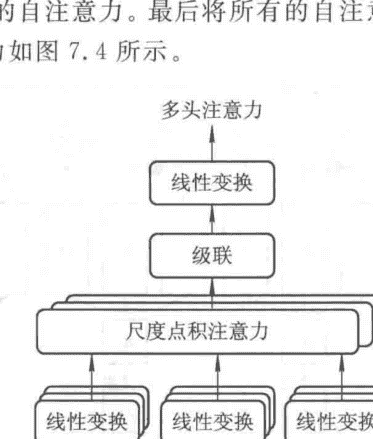 的自注意力。最后将所有的自注意
如图 7.4 所示。
多头注意力
线性变换
级联
尺度点积注意力
线性变换 线性变换 线性变换